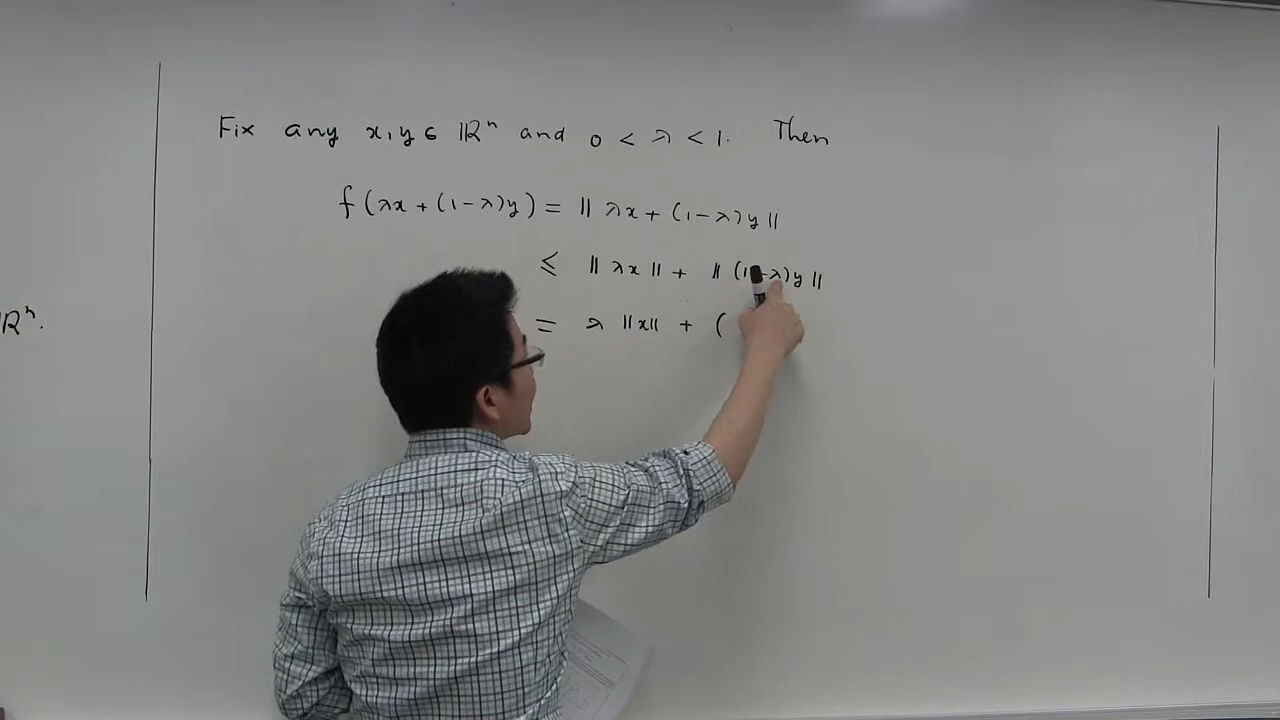 Fix any x, y ∈ ℝⁿ and 0 < λ < 1. Then
f(λx + (1-λ)y) = ‖ λx + (1-λ)y ‖
≤ ‖ λx ‖ + ‖ (1-λ)y ‖
ℝⁿ.
= λ ‖x‖ + (